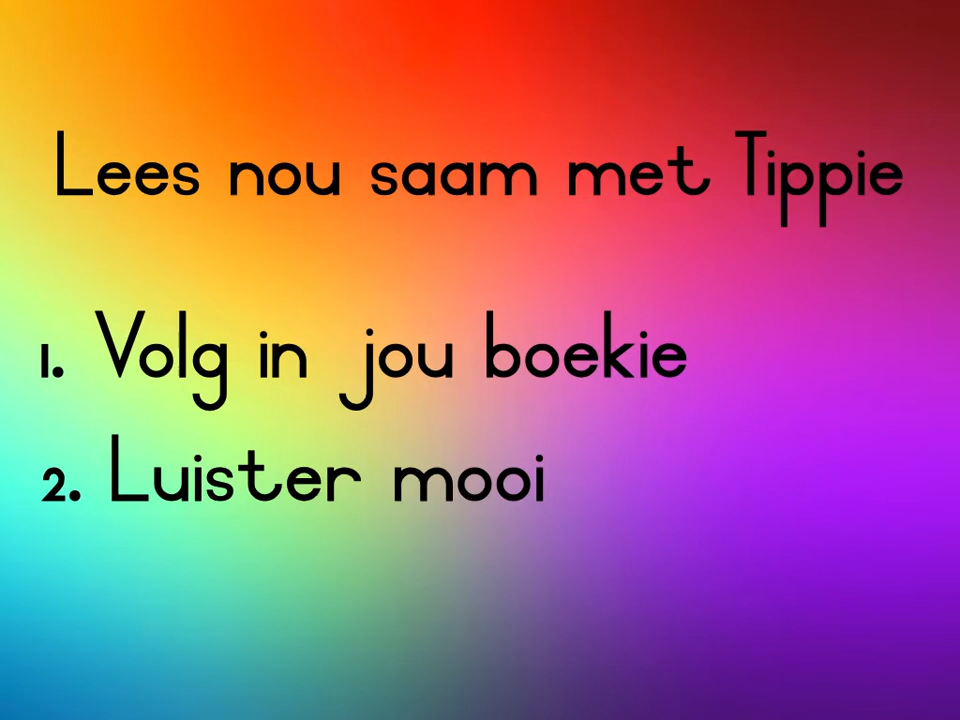 Lees nou saam met Tippie
1. Volg in jou boekie
2. Luister mooi